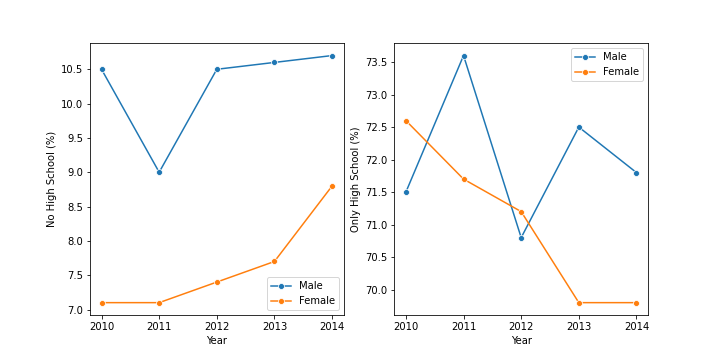 No High School (%)
10.5
10.0
9.5
9.0
8.5
8.0
7.5
7.0
2010 2011 2012 2013 2014
Year
Male
Female
Only High School (%)
73.5
73.0
72.5
72.0
71.5
71.0
70.5
70.0
2010 2011 2012 2013 2014
Year
Male
Female